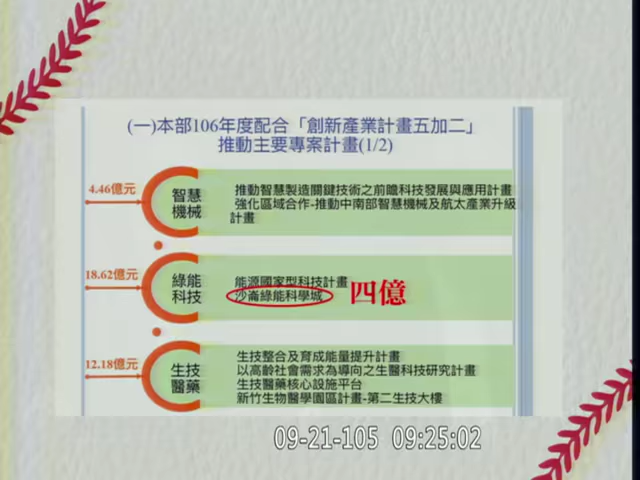 (一)本部106年度配合「創新產業計畫五加二」
推動主要專案計畫(1/2)
4.46億元
智慧
機械
推動智慧製造關鍵技術之前瞻科技發展與應用計畫
強化區域合作-推動中南部智慧機械及航太產業升級
計畫
18.62億元
綠能
科技
能源國家型科技計畫
沙崙綠能科學城
四億
12.18億元
生技
醫藥
生技整合及育成能量提升計畫
以高齡社會需求為導向之生醫科技研究計畫
生技醫藥核心設施平台
新竹生物醫學園區計畫-第二生技大樓
09-21-105 09:25:02